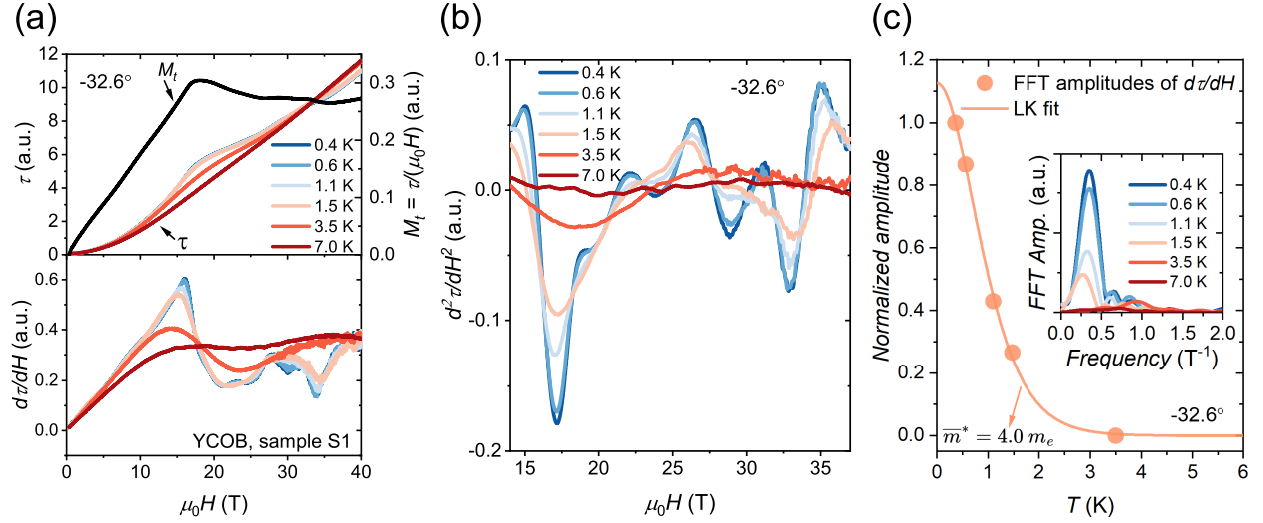 (a)
12
10
8
6
4
2
0
τ (a.u.)
-32.6°
M_t
0.3
0.2
0.1
0.0
M_t = τ/(μ₀H) (a.u.)
0.4 K
0.6 K
1.1 K
1.5 K
3.5 K
7.0 K
τ
0.6
0.4
0.2
0.0
dτ/dH (a.u.)
YCOB, sample S1
0 10 20 30 40
μ₀H (T)
(b)
0.1
0.0
-0.1
-0.2
d²τ/dH² (a.u.)
0.4 K
0.6 K
1.1 K
1.5 K
3.5 K
7.0 K
-32.6°
15 20 25 30 35
μ₀H (T)
(c)
1.2
1.0
0.8
0.6
0.4
0.2
0.0
Normalized amplitude
FFT amplitudes of dτ/dH
LK fit
FFT Amp. (a.u.)
0.4 K
0.6 K
1.1 K
1.5 K
3.5 K
7.0 K
0.0 0.5 1.0 1.5 2.0
Frequency (T⁻¹)
-32.6°
m̅* = 4.0 mₑ
0 1 2 3 4 5 6
T (K)